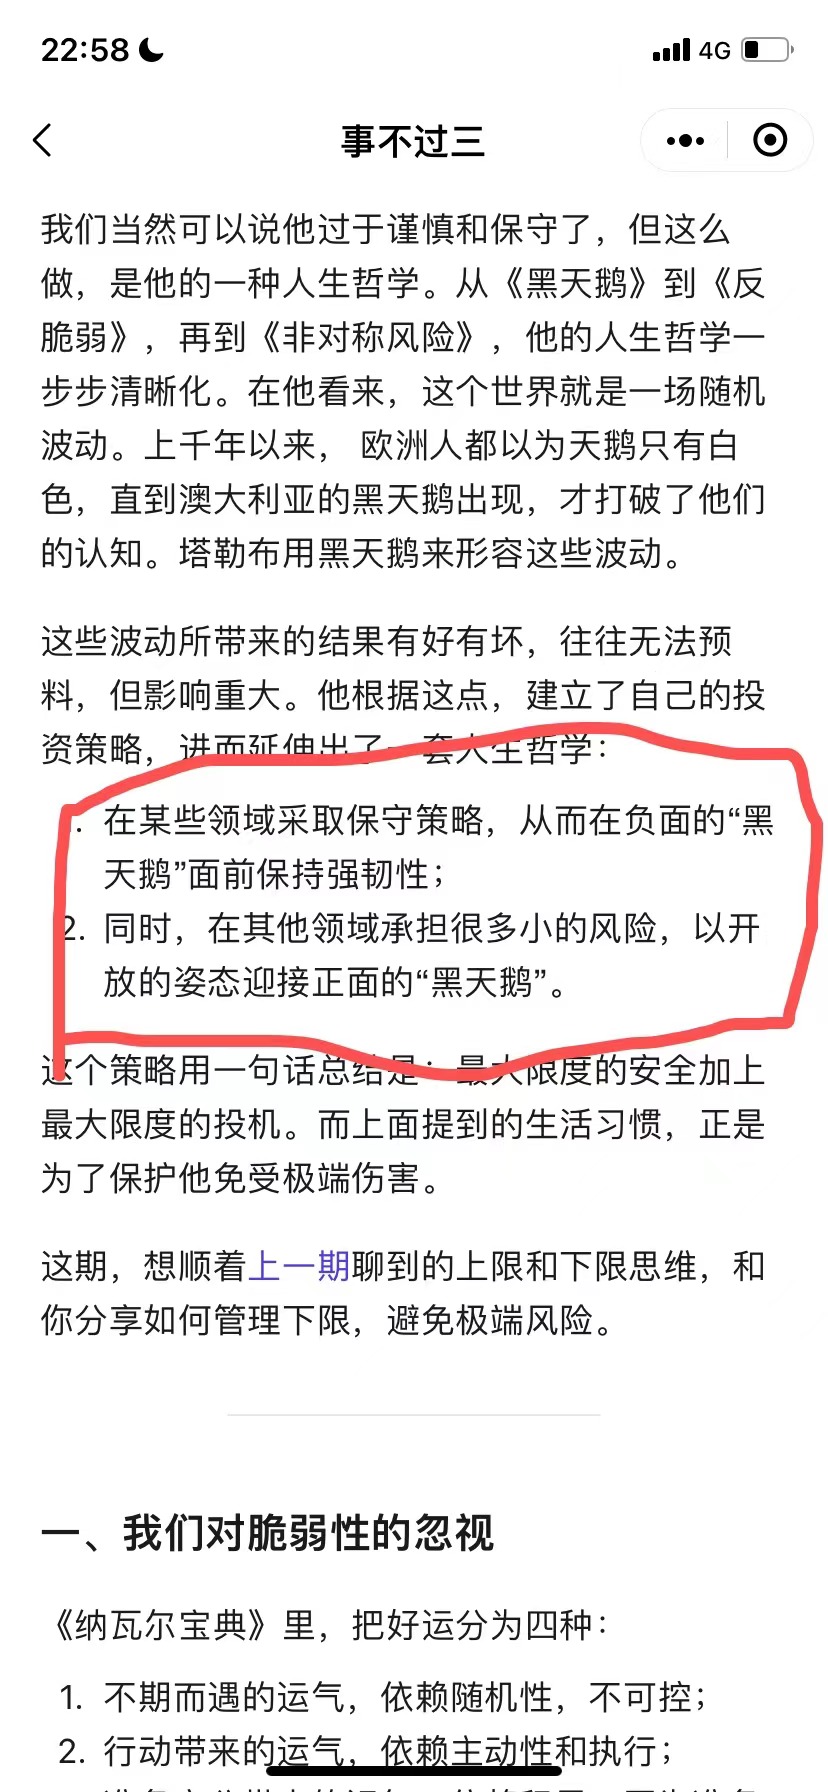 22:58
4G
事不过三
我们当然可以说他过于谨慎和保守了，但这么
做，是他的一种人生哲学。从《黑天鹅》到《反
脆弱》，再到《非对称风险》，他的人生哲学一
步步清晰化。在他看来，这个世界就是一场随机
波动。上千年以来， 欧洲人都以为天鹅只有白
色，直到澳大利亚的黑天鹅出现，才打破了他们
的认知。塔勒布用黑天鹅来形容这些波动。
这些波动所带来的结果有好有坏，往往无法预
料，但影响重大。他根据这点，建立了自己的投
资策略，进而延伸出了一套人生哲学：
. 在某些领域采取保守策略，从而在负面的“黑
天鹅”面前保持强韧性；
2. 同时，在其他领域承担很多小的风险，以开
放的姿态迎接正面的“黑天鹅”。
这个策略用一句话总结是：最大限度的安全加上
最大限度的投机。而上面提到的生活习惯，正是
为了保护他免受极端伤害。
这期，想顺着上一期聊到的上限和下限思维，和
你分享如何管理下限，避免极端风险。
一、我们对脆弱性的忽视
《纳瓦尔宝典》里，把好运分为四种：
1. 不期而遇的运气，依赖随机性，不可控；
2. 行动带来的运气，依赖主动性和执行；